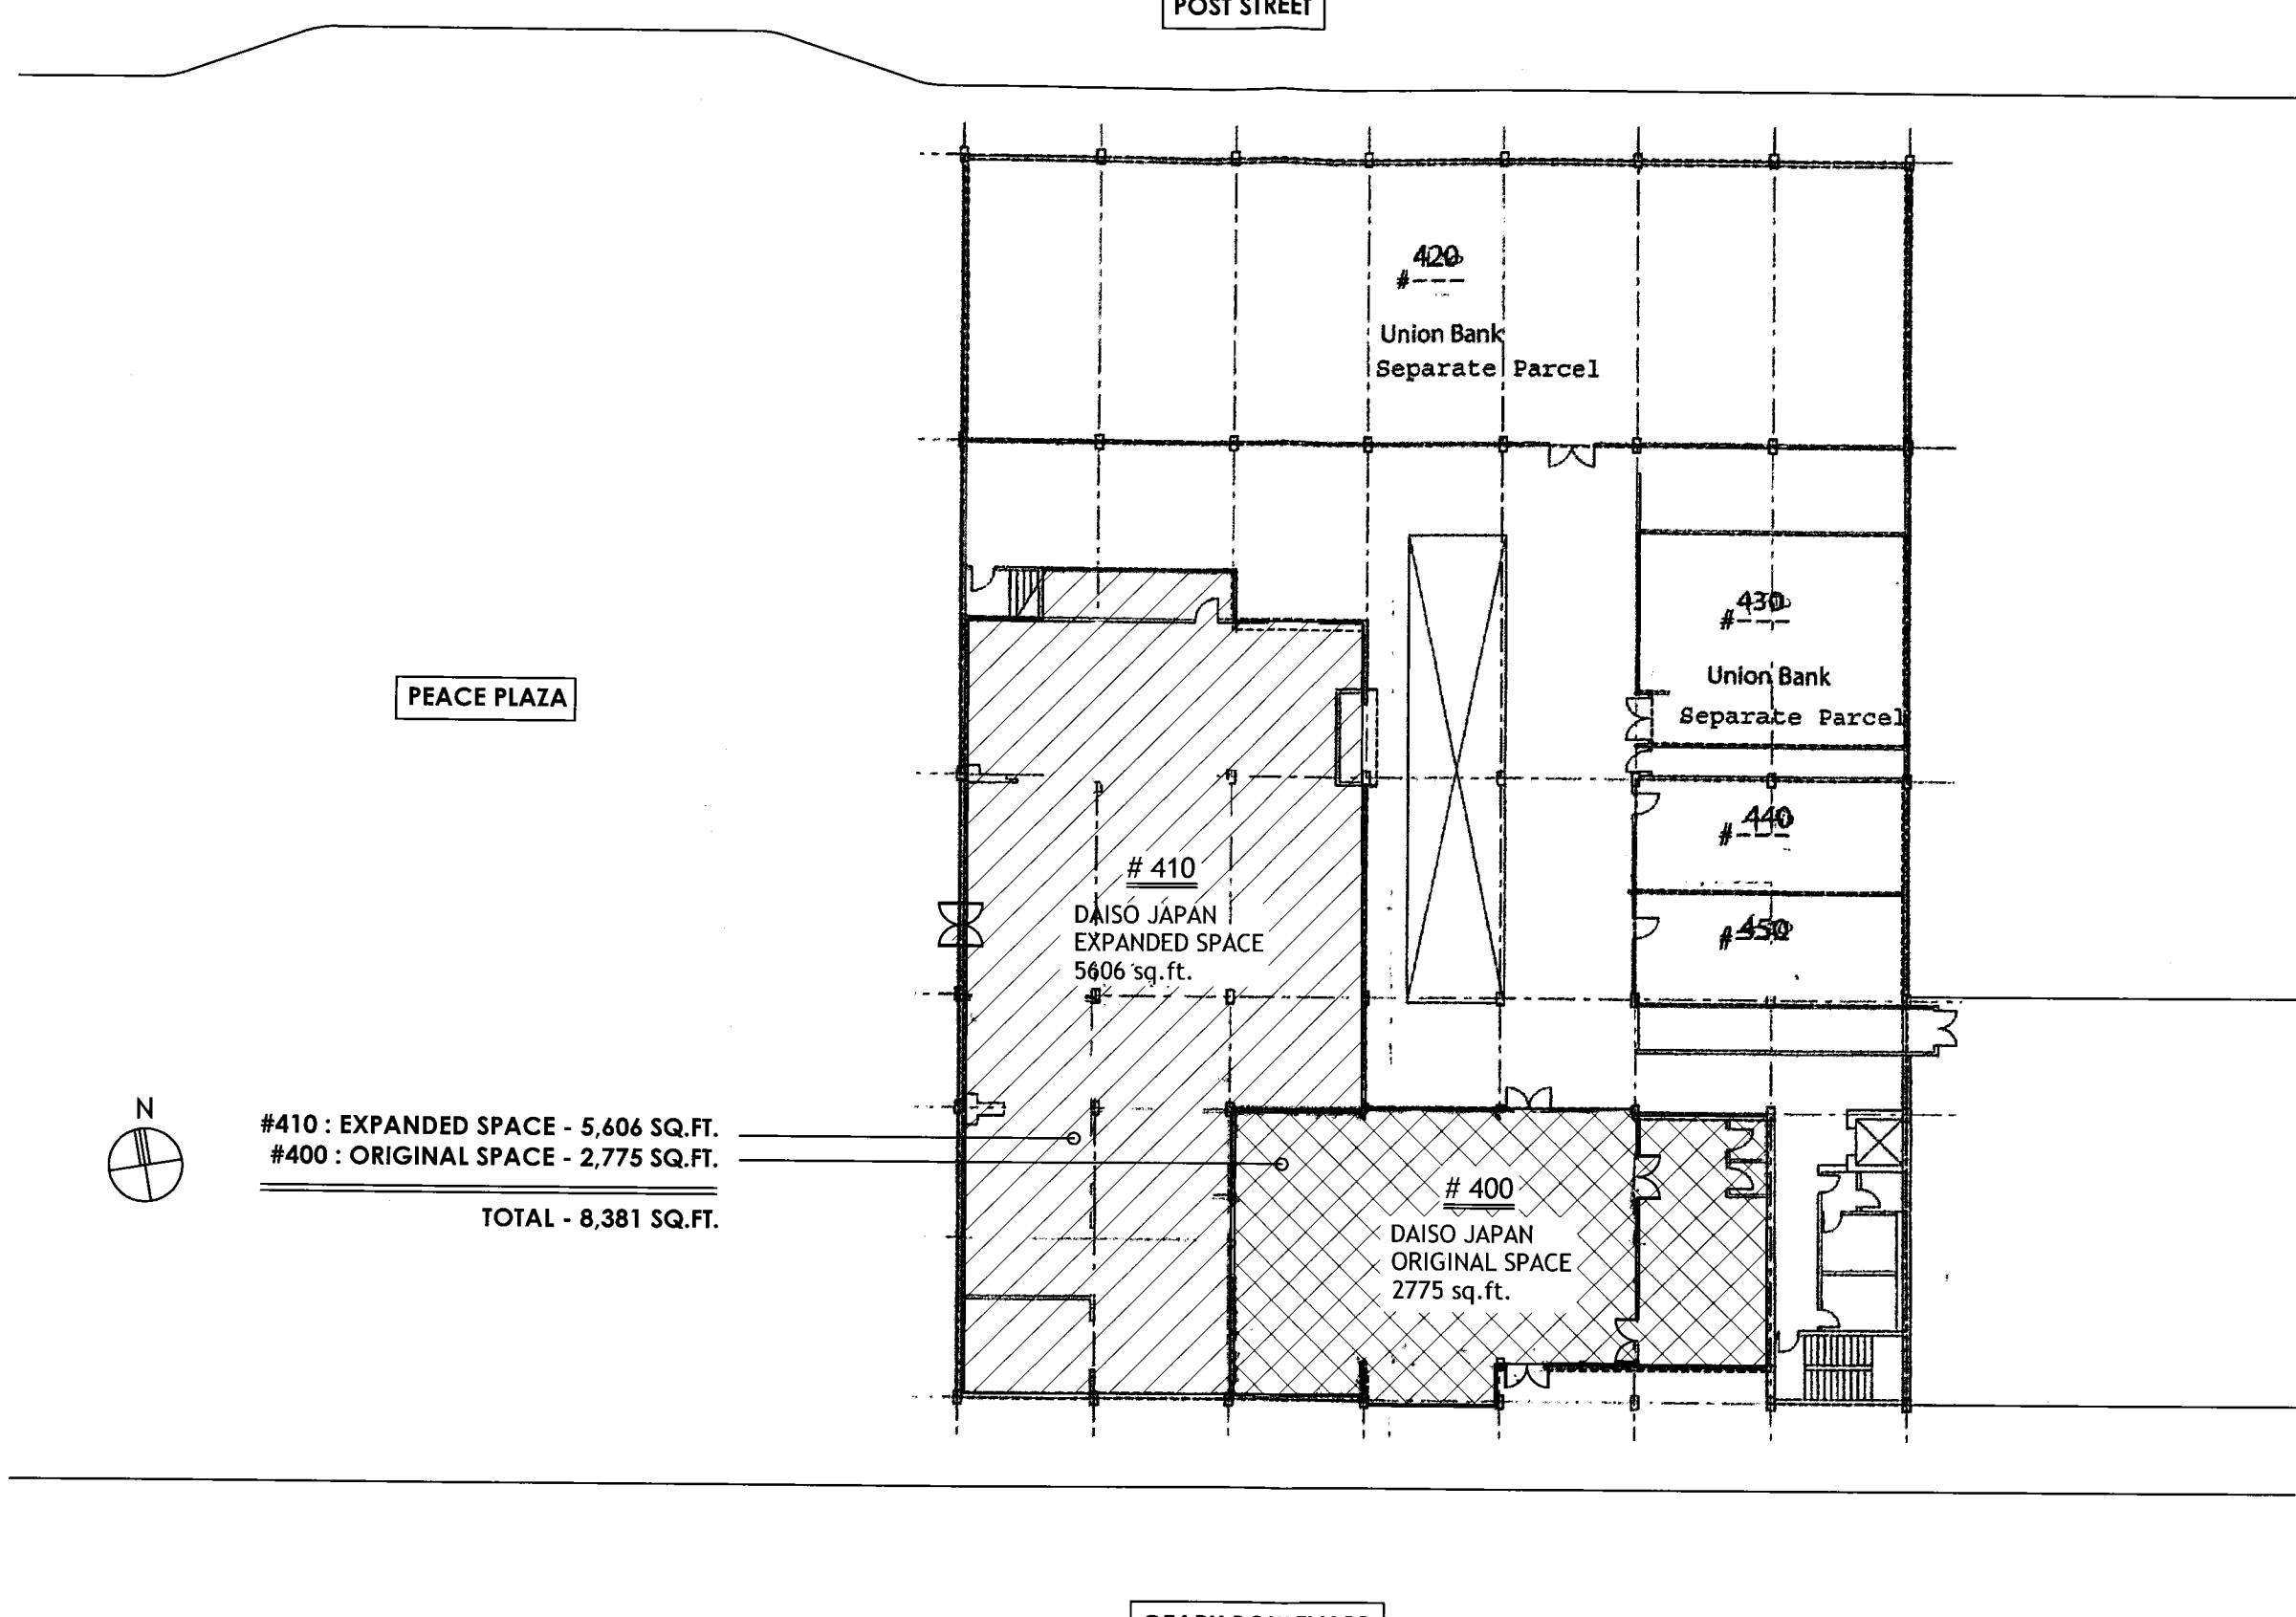 POST STREET
# 420
Union Bank
Separate Parcel
# 430
Union Bank
Separate Parcel
PEACE PLAZA
# 440
# 410
DAISO JAPAN
EXPANDED SPACE
5606 sq.ft.
# 450
N
#410 : EXPANDED SPACE - 5,606 SQ.FT.
#400 : ORIGINAL SPACE - 2,775 SQ.FT.
TOTAL - 8,381 SQ.FT.
# 400
DAISO JAPAN
ORIGINAL SPACE
2775 sq.ft.